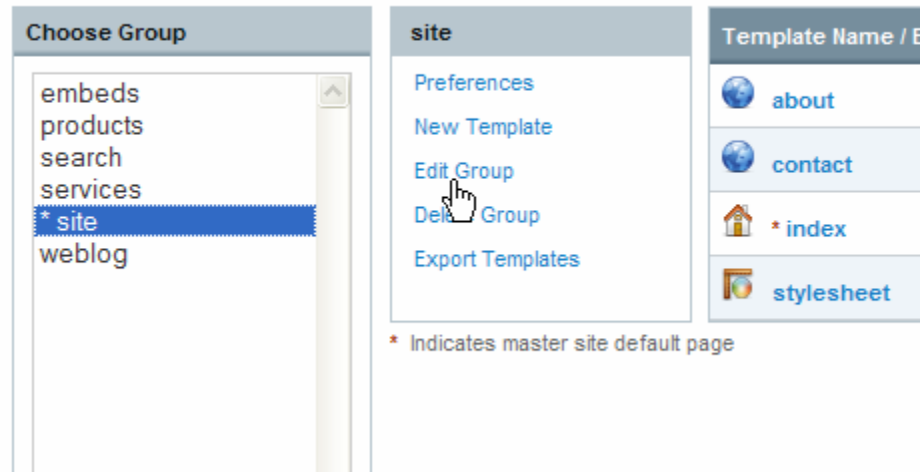 Choose Group
embeds
products
search
services
* site
weblog
site
Preferences
New Template
Edit Group
Group
Export Templates
* Indicates master site default page
Template Name /
about
contact
* index
stylesheet